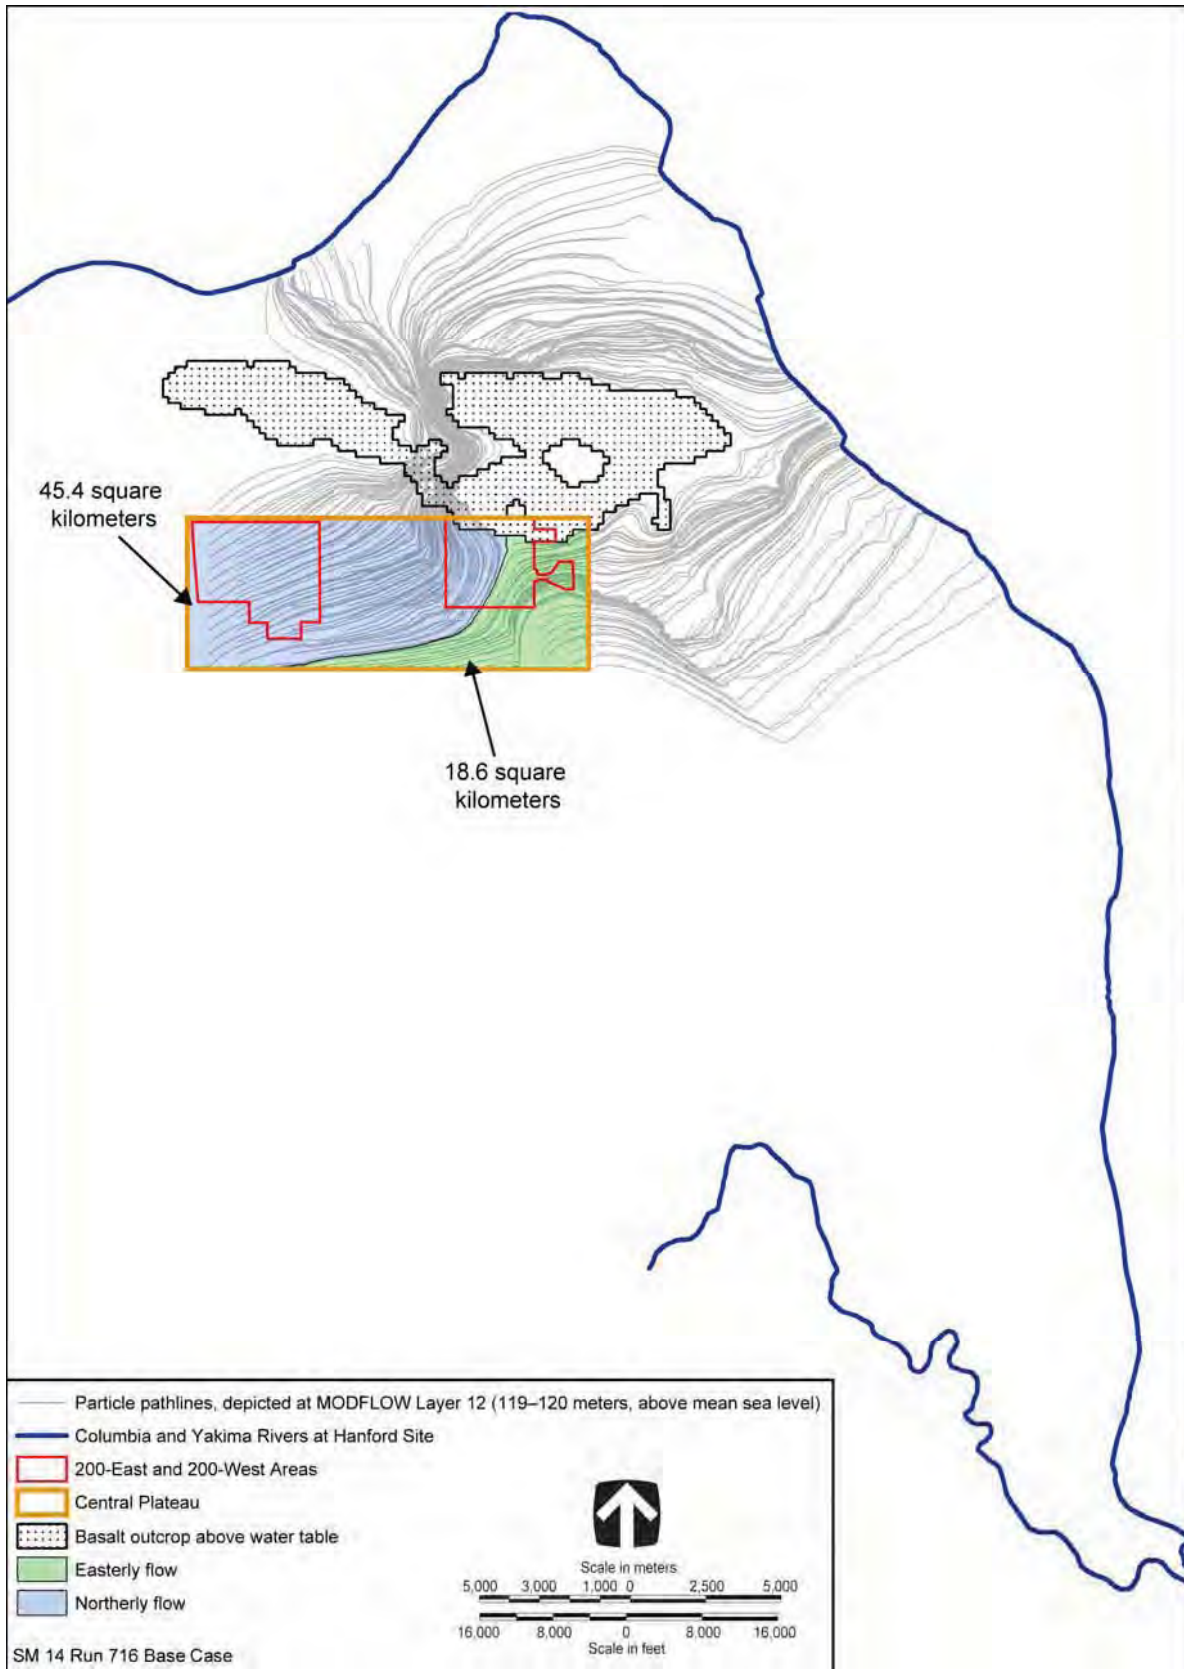 45.4 square
kilometers
18.6 square
kilometers
Particle pathlines, depicted at MODFLOW Layer 12 (119–120 meters, above mean sea level)
Columbia and Yakima Rivers at Hanford Site
200-East and 200-West Areas
Central Plateau
Basalt outcrop above water table
Easterly flow
Northerly flow
SM 14 Run 716 Base Case
Scale in meters
5,000 3,000 1,000 0 2,500 5,000
16,000 8,000 0 8,000 16,000
Scale in feet